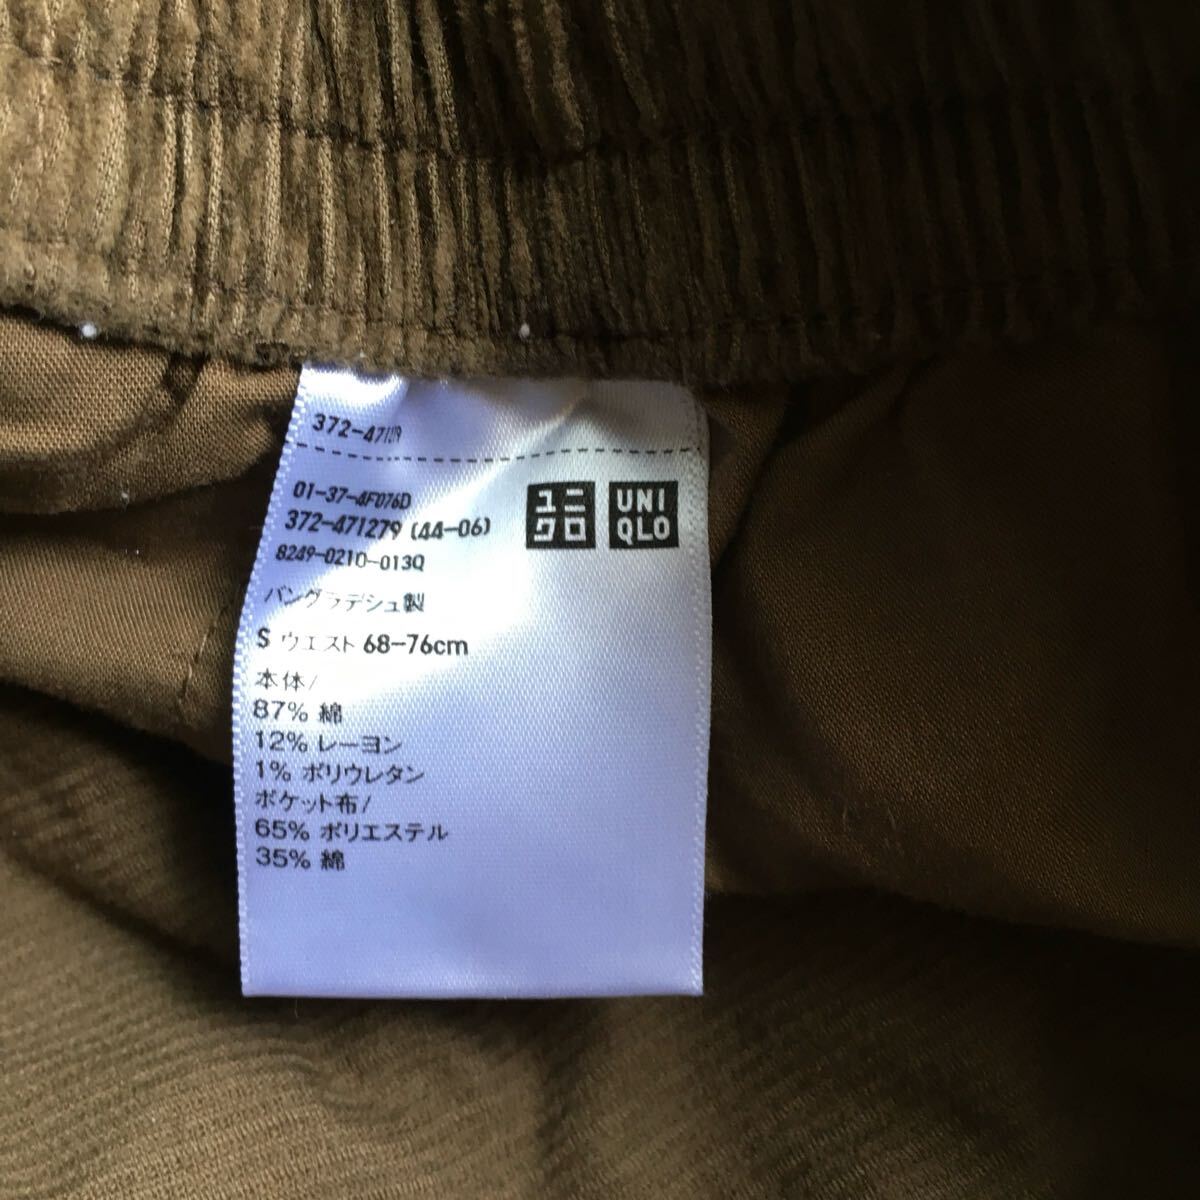 372-47129
01-37-4F076D
372-471279 (44-06)
8249-0210-013Q
ユニ
クロ
UNI
QLO
バングラデシュ製
S ウエスト 68-76cm
本体/
87% 綿
12% レーヨン
1% ポリウレタン
ポケット布/
65% ポリエステル
35% 綿